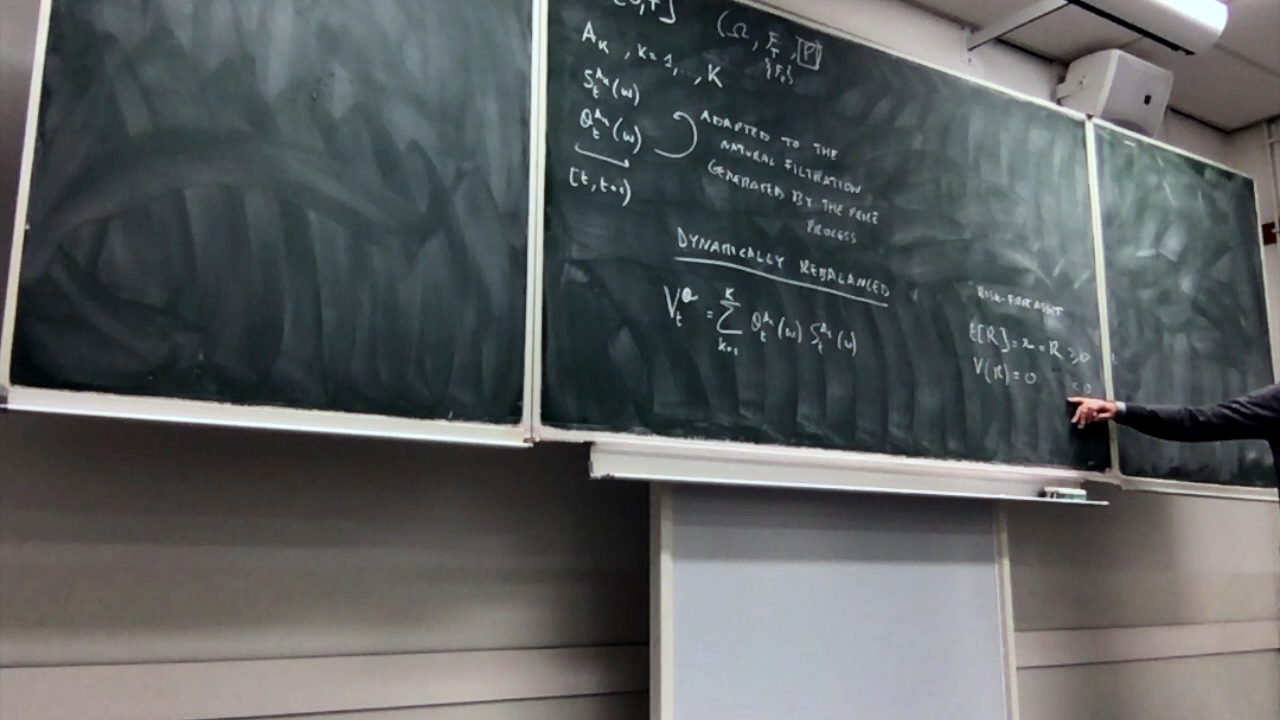 [0,T] (Ω, F_T, P)
{F_t}
A_k , k=1,..,K
S_t^{A_k}(ω)
θ_t^{A_k}(ω)
[t,t+1)
ADAPTED TO THE
NATURAL FILTRATION
GENERATED BY THE PRICE
PROCESS
DYNAMICALLY REBALANCED
V_t^θ = ∑_{k=1}^{K} θ_t^{A_k}(ω) S_t^{A_k}(ω)
RISK-FREE ASSET
E[R]=r=R ≥0
V(R)=0
<0